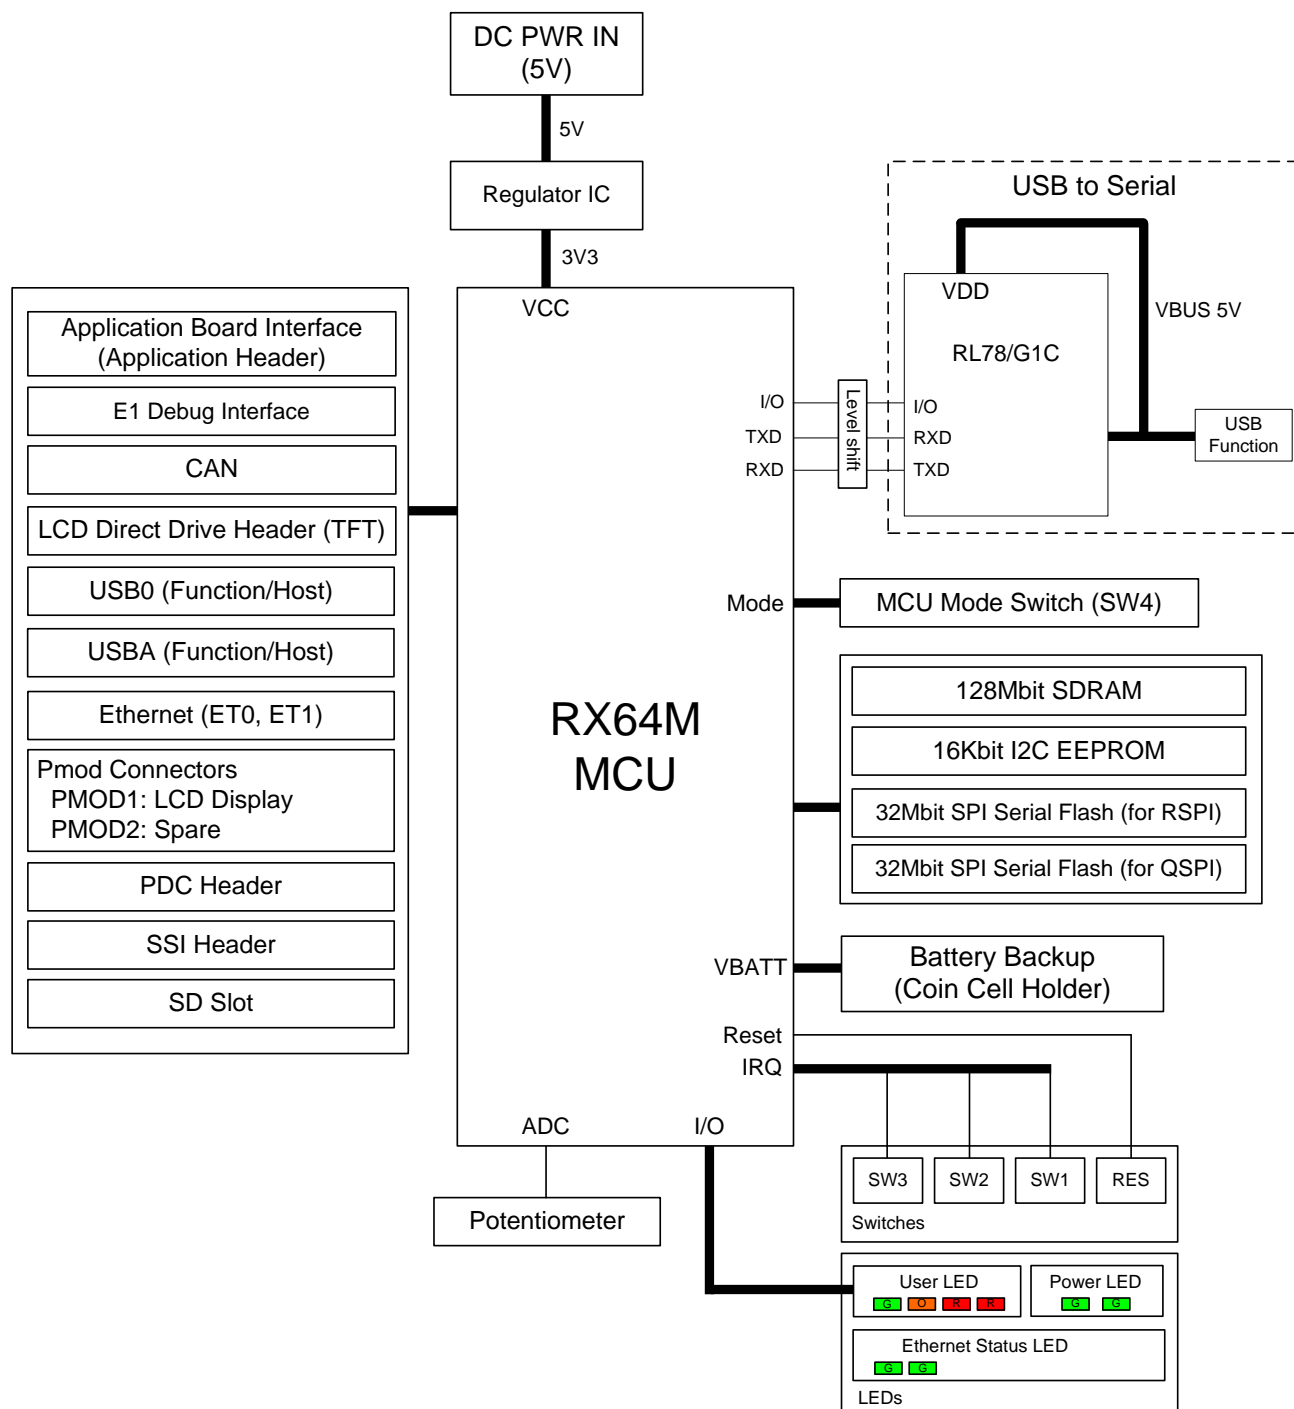 DC PWR IN
(5V)
5V
Regulator IC
3V3
USB to Serial
VDD
VBUS 5V
RL78/G1C
I/O
RXD
TXD
USB
Function
Level shift
VCC
I/O
TXD
RXD
Mode
RX64M
MCU
VBATT
Reset
IRQ
ADC
I/O
Application Board Interface
(Application Header)
E1 Debug Interface
CAN
LCD Direct Drive Header (TFT)
USB0 (Function/Host)
USBA (Function/Host)
Ethernet (ET0, ET1)
Pmod Connectors
PMOD1: LCD Display
PMOD2: Spare
PDC Header
SSI Header
SD Slot
MCU Mode Switch (SW4)
128Mbit SDRAM
16Kbit I2C EEPROM
32Mbit SPI Serial Flash (for RSPI)
32Mbit SPI Serial Flash (for QSPI)
Battery Backup
(Coin Cell Holder)
SW3 SW2 SW1 RES
Switches
Potentiometer
User LED
G O R R
Power LED
G G
Ethernet Status LED
G G
LEDs